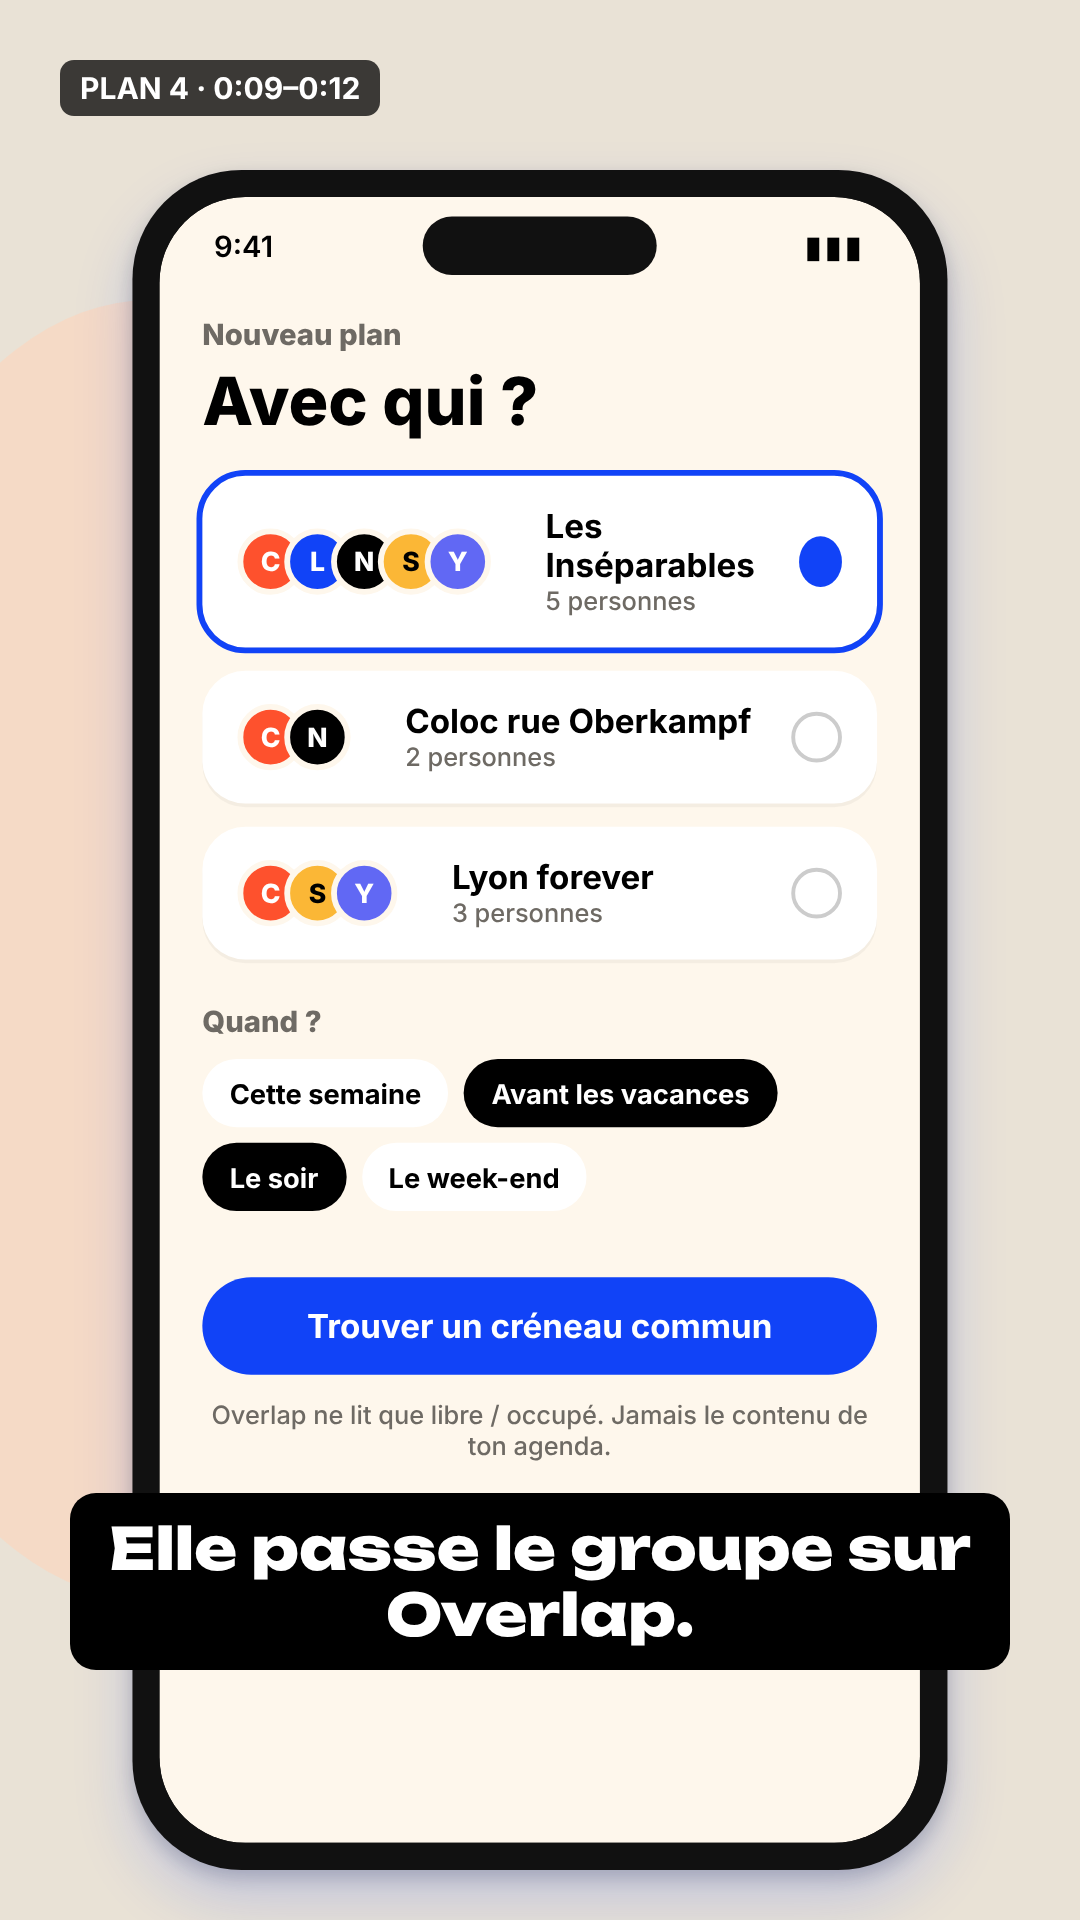 PLAN 4 · 0:09–0:12
9:41
Nouveau plan
Avec qui ?
C L N S Y
Les
Inséparables
5 personnes
C N
Coloc rue Oberkampf
2 personnes
C S Y
Lyon forever
3 personnes
Quand ?
Cette semaine
Avant les vacances
Le soir
Le week-end
Trouver un créneau commun
Overlap ne lit que libre / occupé. Jamais le contenu de
ton agenda.
Elle passe le groupe sur
Overlap.